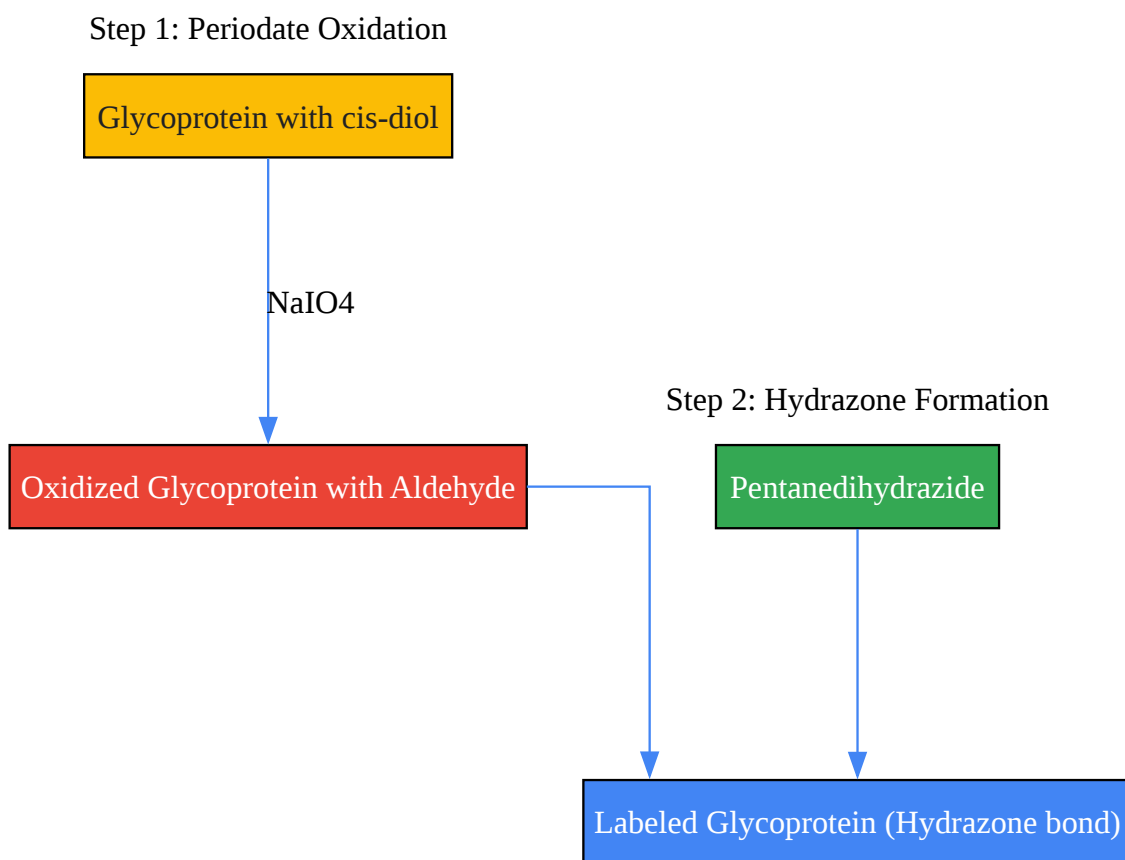 Step 1: Periodate Oxidation
Glycoprotein with cis-diol
NaIO4
Step 2: Hydrazone Formation
Oxidized Glycoprotein with Aldehyde
Pentanedihydrazide
Labeled Glycoprotein (Hydrazone bond)